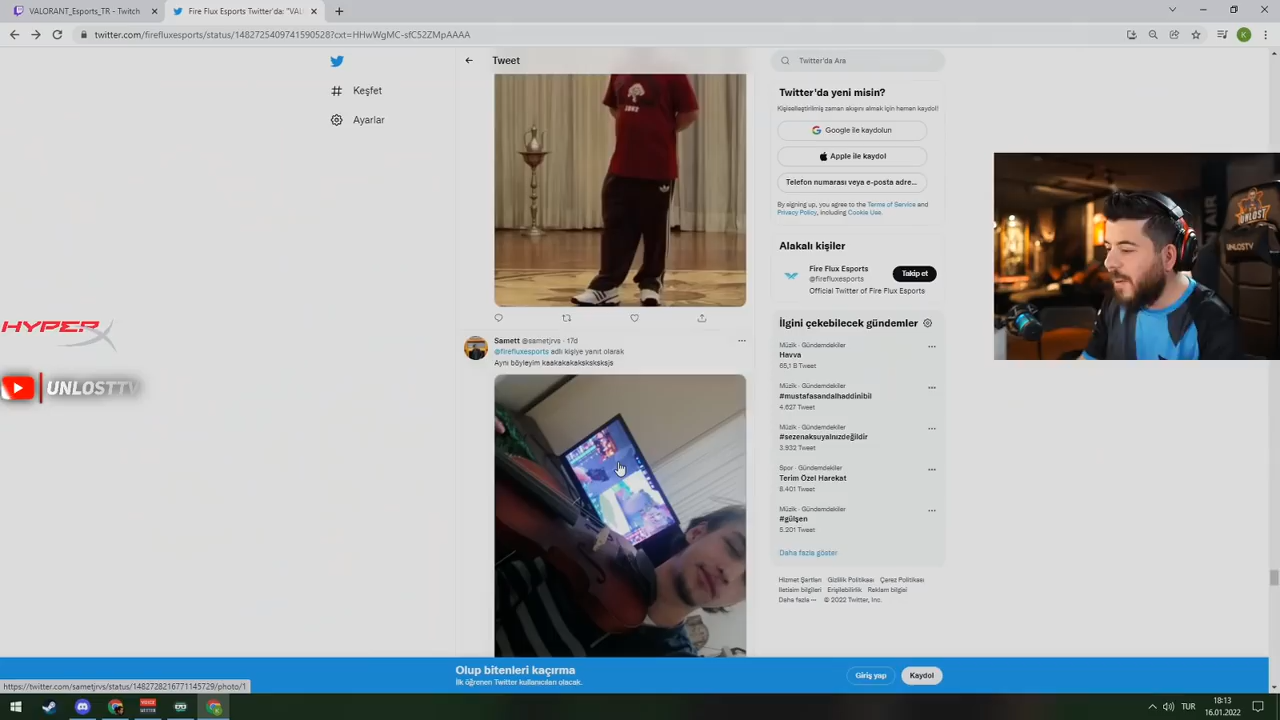 VALORANT_Esports_TR - Twitch
Fire Flux Esports Twitter'da: "VAL
twitter.com/firefluxesports/status/1482725409741590528?cxt=HHwWgMC-sfC52ZMpAAAA
Keşfet
Ayarlar
Tweet
Samett @sametjrvs · 17d
@firefluxesports adlı kişiye yanıt olarak
Aynı böyleyim kaakakakaksksksksjs
Twitter'da Ara
Twitter'da yeni misin?
Kişiselleştirilmiş zaman akışını almak için hemen kaydol!
Google ile kaydolun
Apple ile kaydol
Telefon numarası veya e-posta adre...
By signing up, you agree to the Terms of Service and
Privacy Policy, including Cookie Use.
Alakalı kişiler
Fire Flux Esports
@firefluxesports
Takip et
Official Twitter of Fire Flux Esports
İlgini çekebilecek gündemler
Müzik · Gündemdekiler
Havva
65,1 B Tweet
Müzik · Gündemdekiler
#mustafasandalhaddinibil
4.627 Tweet
Müzik · Gündemdekiler
#sezenaksuyalnızdeğildir
3.932 Tweet
Spor · Gündemdekiler
Terim Özel Harekat
8.401 Tweet
Müzik · Gündemdekiler
#gülşen
5.201 Tweet
Daha fazla göster
Hizmet Şartları Gizlilik Politikası Çerez Politikası
İletişim bilgileri Erişilebilirlik Reklam bilgisi
Daha fazla ··· © 2022 Twitter, Inc.
UNLOST
UNLOSTV
HYPERX
UNLOSTTV
Olup bitenleri kaçırma
İlk öğrenen Twitter kullanıcıları olacak.
Giriş yap
Kaydol
https://twitter.com/sametjrvs/status/1482728216771145729/photo/1
TUR
18:13
16.01.2022